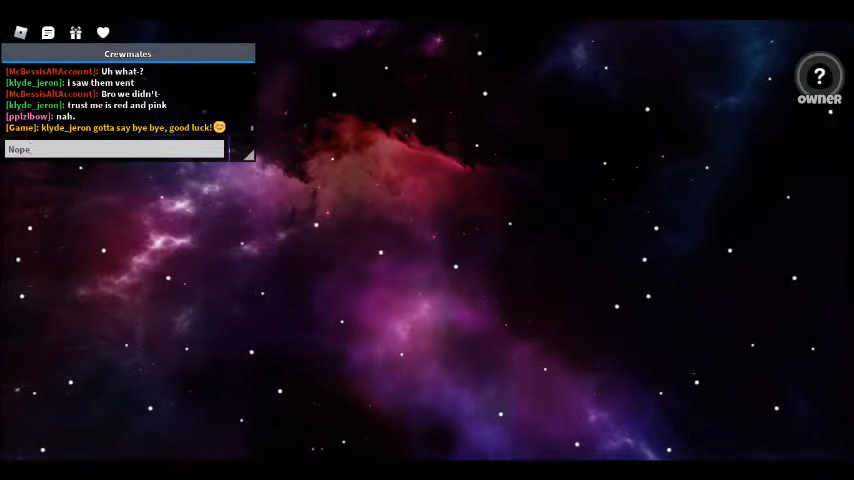 Crewmates
[McBessisAltAccount]: Uh what-?
[klyde_jeron]: i saw them vent
[McBessisAltAccount]: Bro we didn't-
[klyde_jeron]: trust me is red and pink
[pplzlbow]: nah.
[Game]: klyde_jeron gotta say bye bye, good luck!😊
Nope
?
OWNER